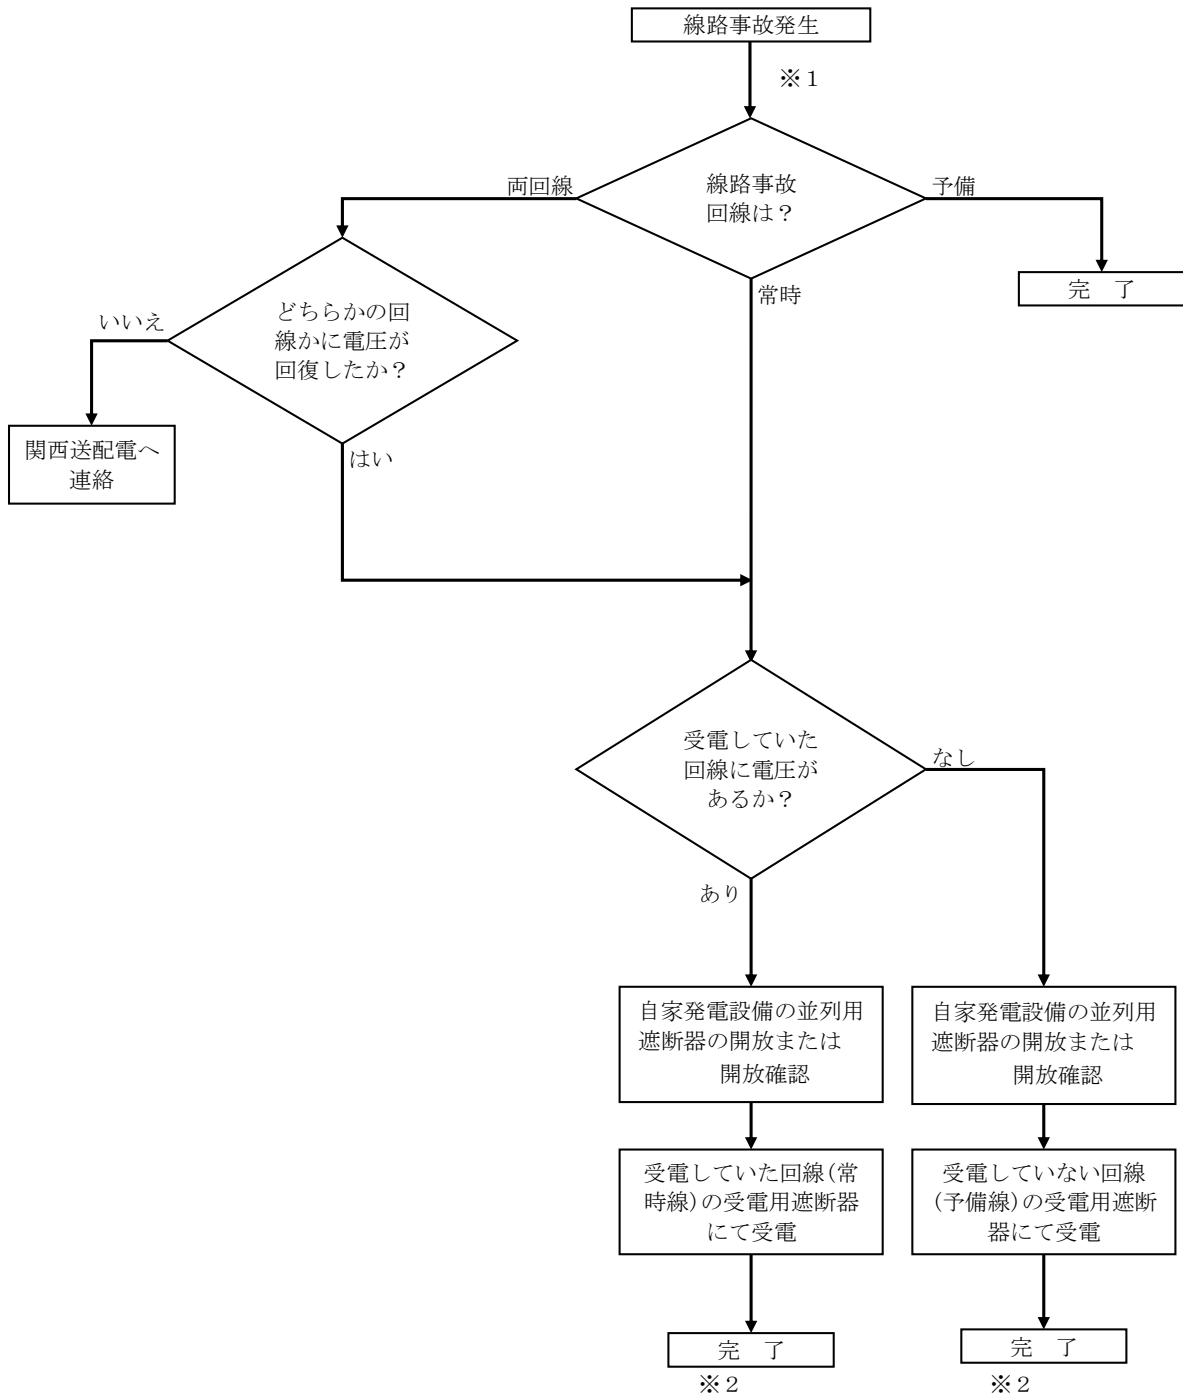 線路事故発生
※1
線路事故
回線は？
両回線
予備
常時
完　了
どちらかの回
線かに電圧が
回復したか？
いいえ
はい
関西送配電へ
連絡
受電していた
回線に電圧が
あるか？
なし
あり
自家発電設備の並列用
遮断器の開放または
開放確認
自家発電設備の並列用
遮断器の開放または
開放確認
受電していた回線(常
時線)の受電用遮断器
にて受電
受電していない回線
(予備線)の受電用遮断
器にて受電
完　了
※2
完　了
※2